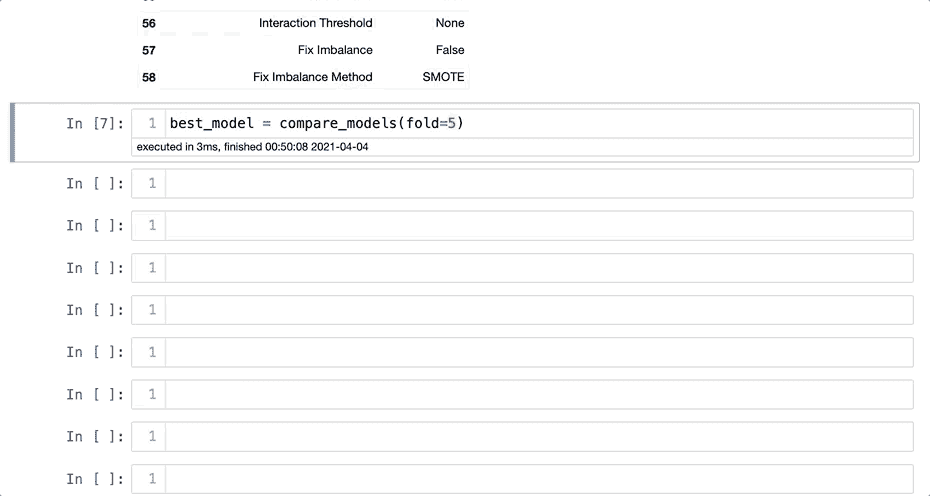 56 Interaction Threshold None
57 Fix Imbalance False
58 Fix Imbalance Method SMOTE
In [7]: 1 best_model = compare_models(fold=5)
executed in 3ms, finished 00:50:08 2021-04-04
In [ ]: 1
In [ ]: 1
In [ ]: 1
In [ ]: 1
In [ ]: 1
In [ ]: 1
In [ ]: 1
In [ ]: 1